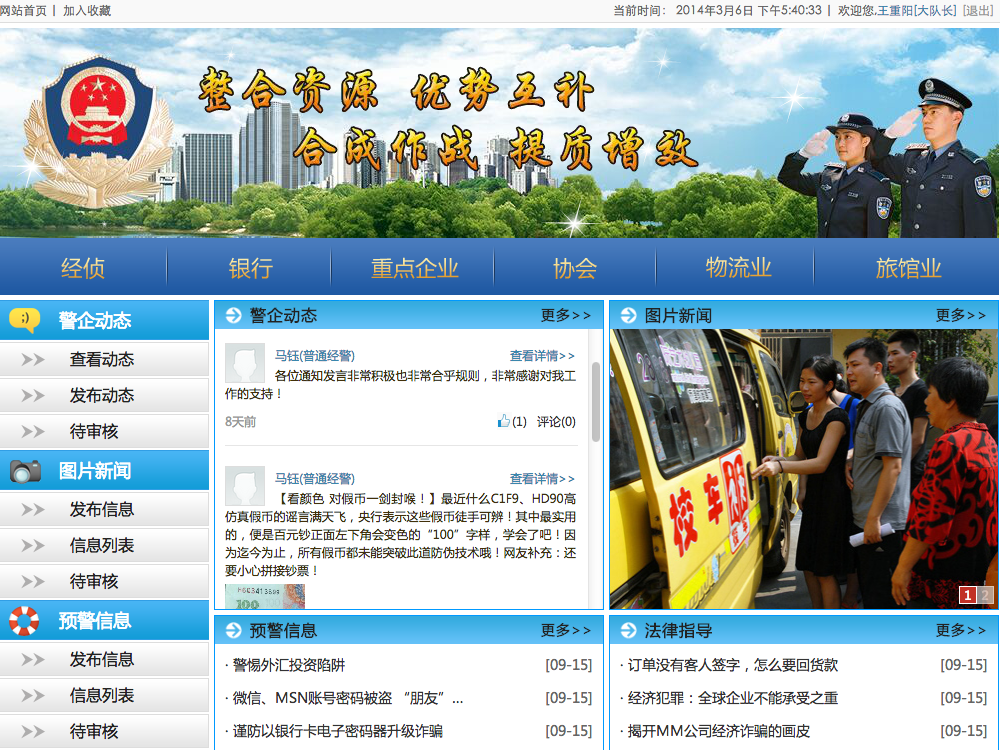 网站首页 | 加入收藏
当前时间： 2014年3月6日 下午5:40:33 | 欢迎您,王重阳[大队长] [退出]
整合资源 优势互补
合成作战 提质增效
经侦
银行
重点企业
协会
物流业
旅馆业
警企动态
查看动态
发布动态
待审核
图片新闻
发布信息
信息列表
待审核
预警信息
发布信息
信息列表
待审核
警企动态
更多>>
马钰(普通经警)
查看详情>>
各位通知发言非常积极也非常合乎规则，非常感谢对我工
作的支持！
8天前
(1) 评论(0)
马钰(普通经警)
查看详情>>
【看颜色 对假币一剑封喉！】最近什么C1F9、HD90高
仿真假币的谣言满天飞，央行表示这些假币徒手可辨！其中最实用
的，便是百元钞正面左下角会变色的“100”字样，学会了吧！因
为迄今为止，所有假币都未能突破此道防伪技术哦！网友补充：还
要小心拼接钞票！
100
图片新闻
更多>>
校车
1
2
预警信息
更多>>
· 警惕外汇投资陷阱
[09-15]
· 微信、MSN账号密码被盗 “朋友”...
[09-15]
· 谨防以银行卡电子密码器升级诈骗
[09-15]
法律指导
更多>>
· 订单没有客人签字，怎么要回货款
[09-15]
· 经济犯罪：全球企业不能承受之重
[09-15]
· 揭开MM公司经济诈骗的画皮
[09-15]